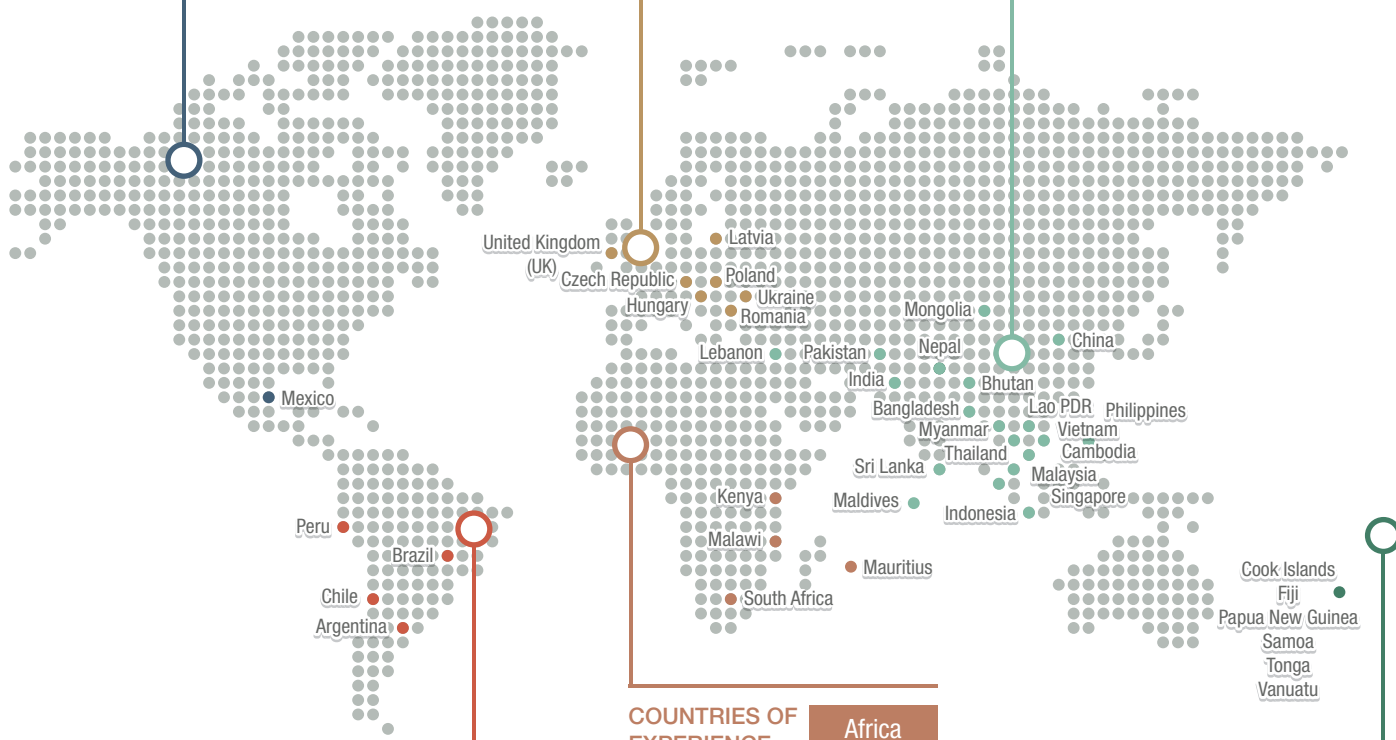 United Kingdom
(UK)
Latvia
Czech Republic
Poland
Hungary
Ukraine
Romania
Mongolia
China
Lebanon
Pakistan
Nepal
India
Bhutan
Mexico
Bangladesh
Lao PDR
Philippines
Myanmar
Vietnam
Thailand
Cambodia
Sri Lanka
Malaysia
Kenya
Maldives
Singapore
Indonesia
Peru
Malawi
Brazil
Mauritius
Cook Islands
Chile
South Africa
Fiji
Argentina
Papua New Guinea
Samoa
Tonga
Vanuatu
COUNTRIES OF
EXPERIENCE
Africa